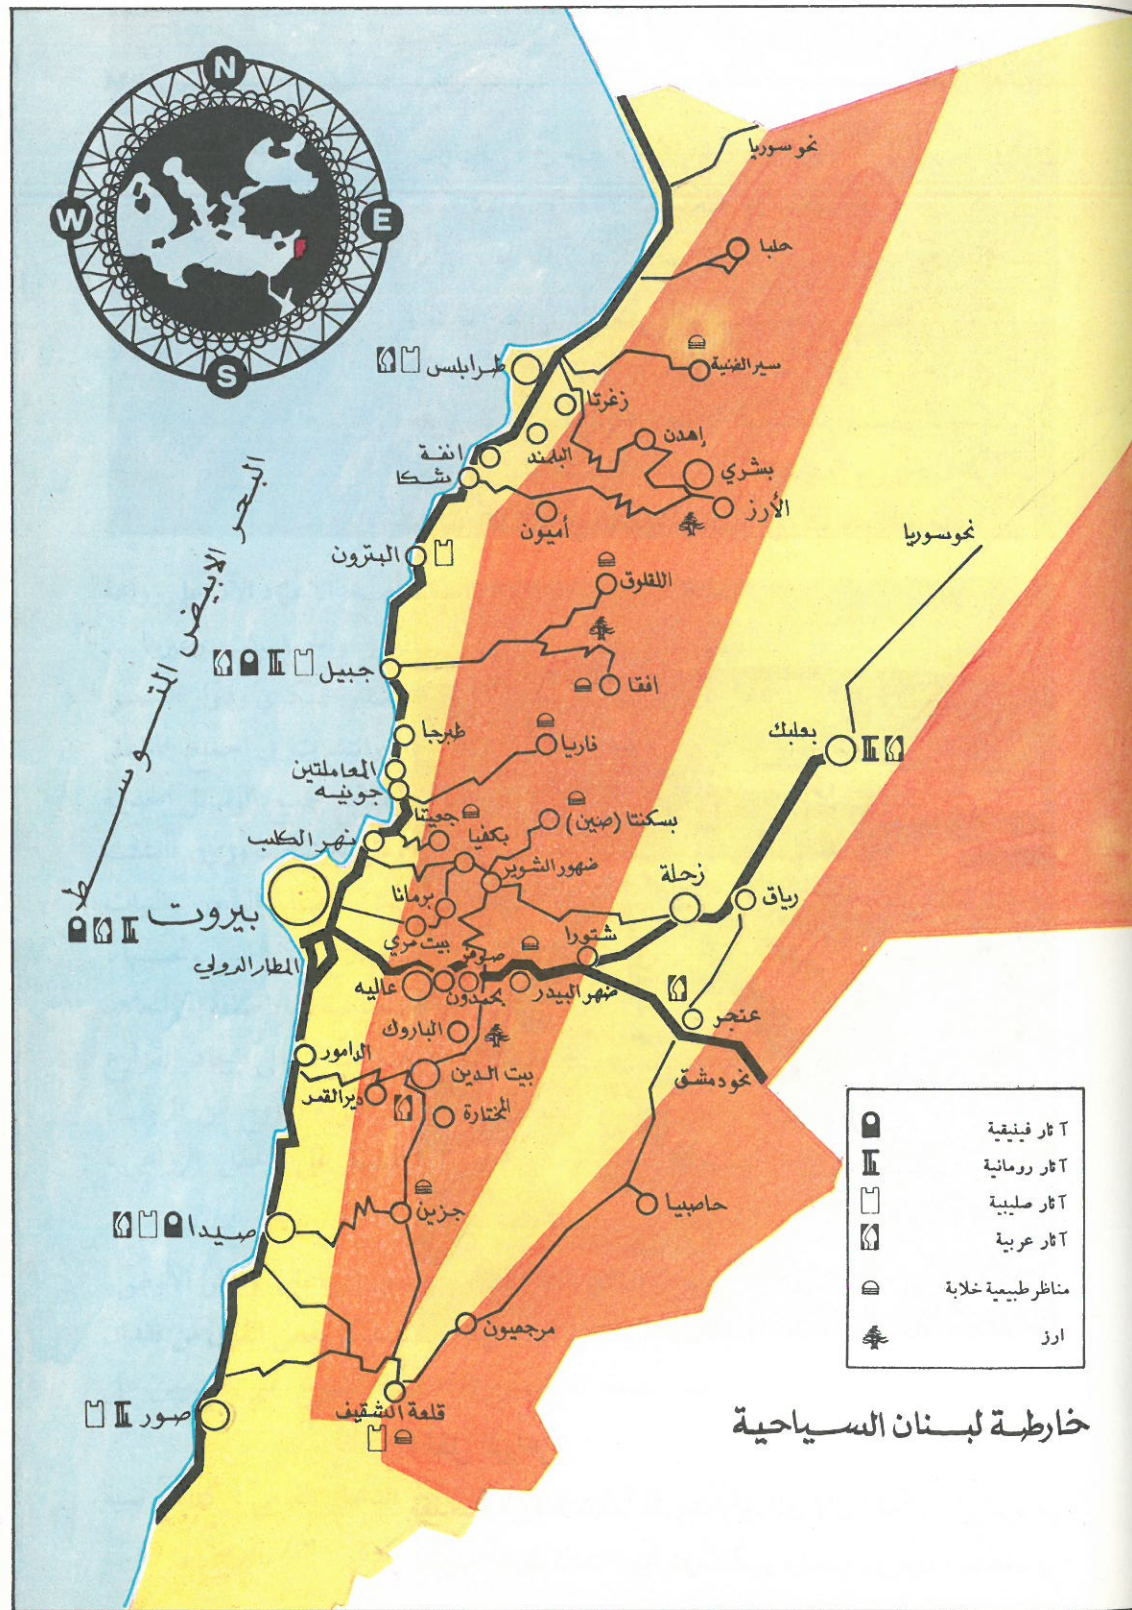 N
W
E
S
نحو سوريا
حلبا
سير الضنية
طرابلس
زغرتا
إهدن
البلمند
انفة
شكا
بشري
الأرز
أميون
نحو سوريا
البترون
اللقلوق
جبيل
افقا
البحر الابيض المتوسط
طبرجا
فاريا
بعلبك
المعاملتين
جونيه
جعيتا
بسكنتا (صنين)
بكفيا
نهر الكلب
ضهور الشوير
زحلة
رياق
برمانا
بيروت
بيت مري
شتورا
صوفر
المطار الدولي
عاليه
بحمدون
ضهر البيدر
عنجر
الباروك
الدامور
بيت الدين
نحو دمشق
دير القمر
المختارة
آثار فينيقية
آثار رومانية
آثار صليبية
آثار عربية
مناظر طبيعية خلابة
ارز
حاصبيا
جزين
صيدا
مرجعيون
صور
قلعة الشقيف
خارطة لبنان السياحية